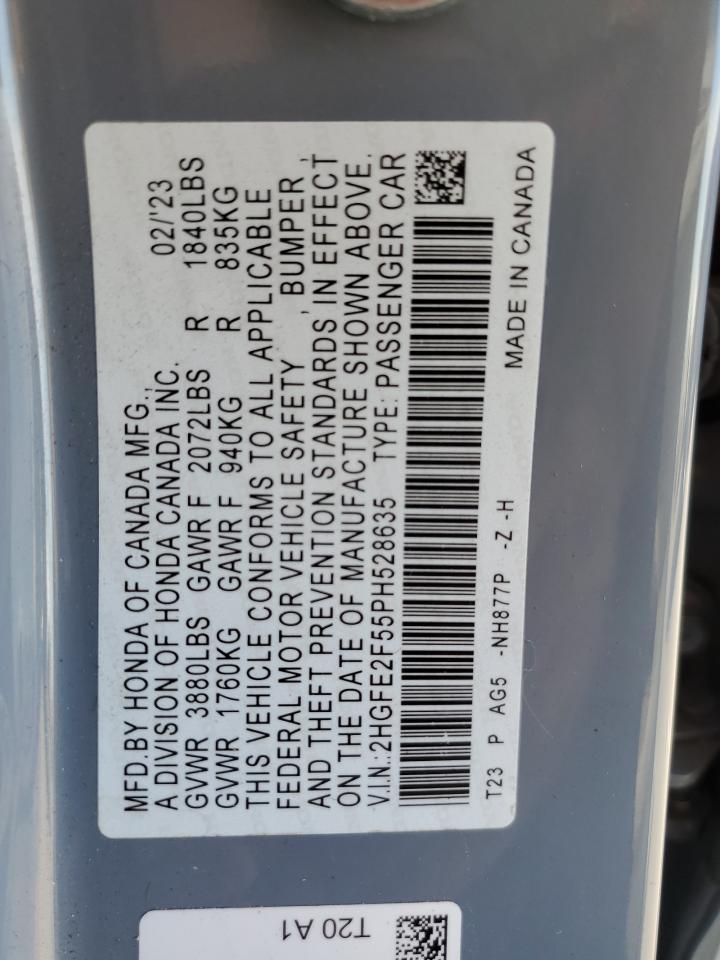 MFD.BY HONDA OF CANADA MFG.,
A DIVISION OF HONDA CANADA INC. 02/'23
GVWR 3880LBS GAWR F 2072LBS R 1840LBS
GVWR 1760KG GAWR F 940KG R 835KG
THIS VEHICLE CONFORMS TO ALL APPLICABLE
FEDERAL MOTOR VEHICLE SAFETY , BUMPER ,
AND THEFT PREVENTION STANDARDS IN EFFECT
ON THE DATE OF MANUFACTURE SHOWN ABOVE.
V.I.N.:2HGFE2F55PH528635 TYPE: PASSENGER CAR
T23 P AG5 -NH877P -Z -H
MADE IN CANADA
T20 A1